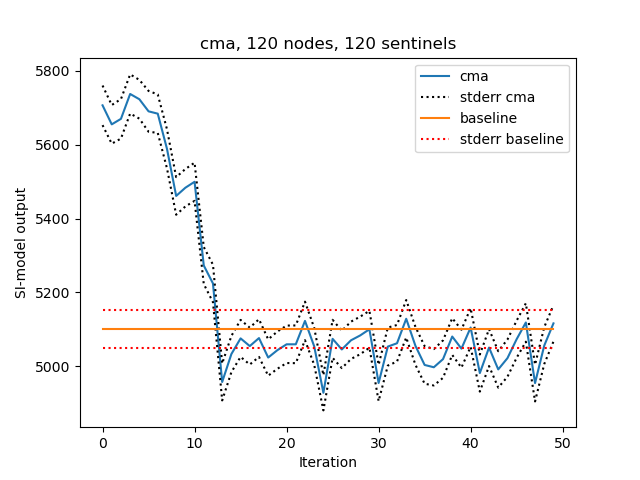 cma, 120 nodes, 120 sentinels
5800
5600
5400
5200
5000
SI-model output
cma
stderr cma
baseline
stderr baseline
0
10
20
30
40
50
Iteration